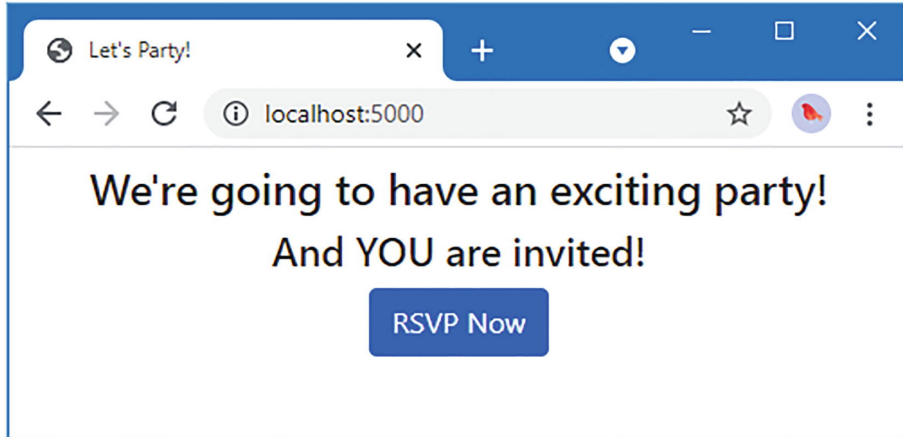 Let's Party!
localhost:5000
We're going to have an exciting party!
And YOU are invited!
RSVP Now